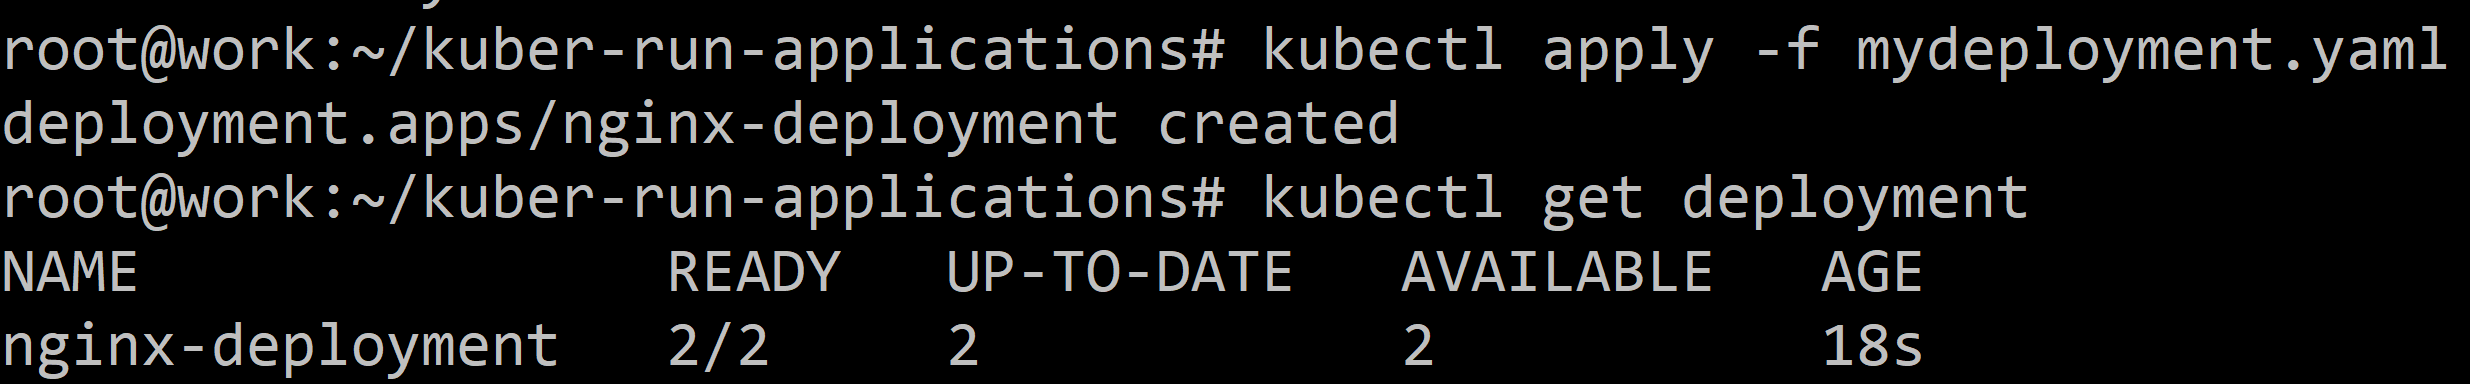 root@work:~/kuber-run-applications# kubectl apply -f mydeployment.yaml
deployment.apps/nginx-deployment created
root@work:~/kuber-run-applications# kubectl get deployment
NAME               READY   UP-TO-DATE   AVAILABLE   AGE
nginx-deployment   2/2     2            2           18s